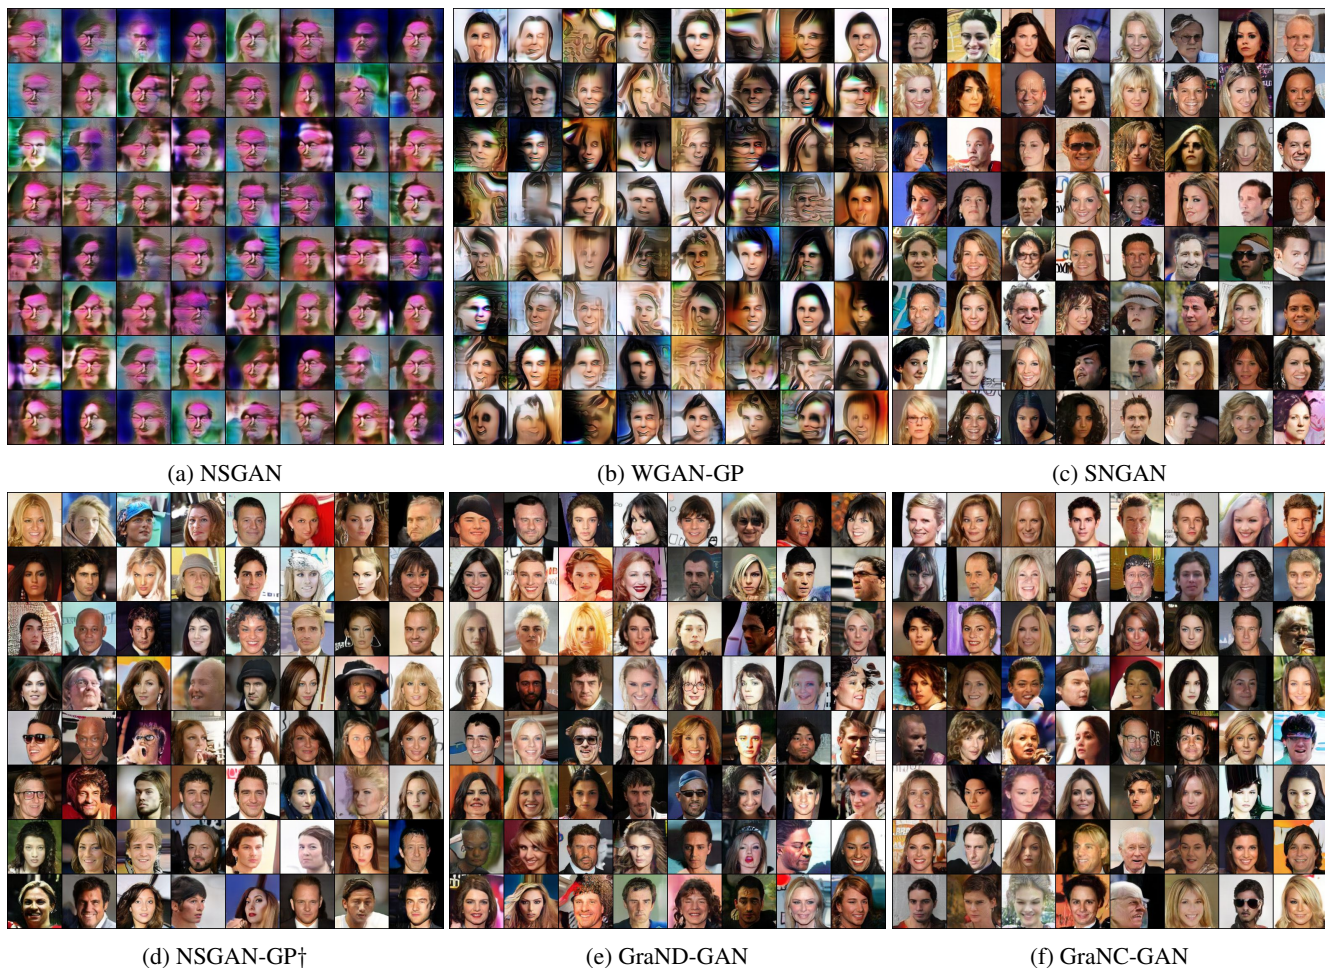 (a) NSGAN
(b) WGAN-GP
(c) SNGAN
(d) NSGAN-GP†
(e) GraND-GAN
(f) GraNC-GAN